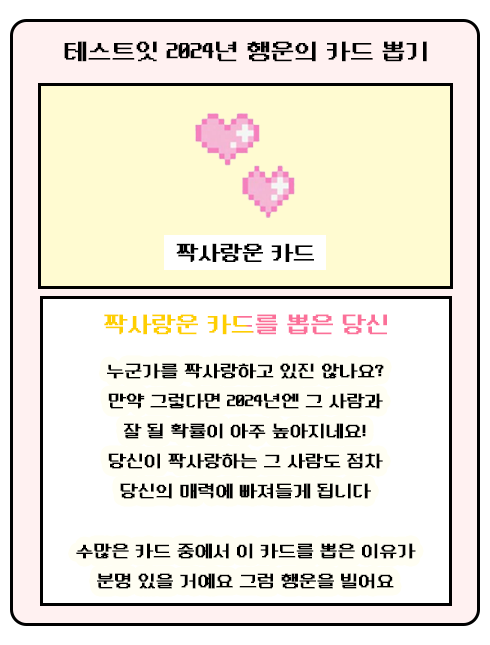 테스트잇 2024년 행운의 카드 뽑기
짝사랑운 카드
짝사랑운 카드를 뽑은 당신
누군가를 짝사랑하고 있진 않나요?
만약 그렇다면 2024년엔 그 사람과
잘 될 확률이 아주 높아지네요!
당신이 짝사랑하는 그 사람도 점차
당신의 매력에 빠져들게 됩니다
수많은 카드 중에서 이 카드를 뽑은 이유가
분명 있을 거예요 그럼 행운을 빌어요